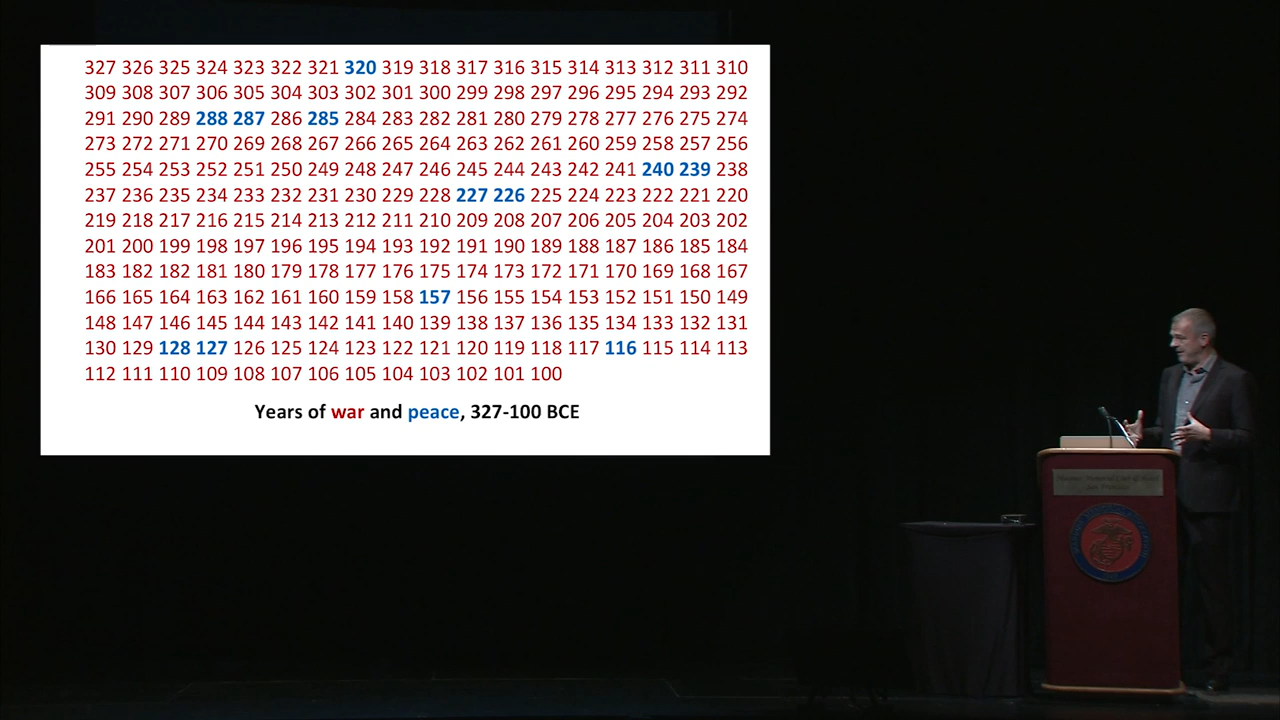 327 326 325 324 323 322 321 320 319 318 317 316 315 314 313 312 311 310
309 308 307 306 305 304 303 302 301 300 299 298 297 296 295 294 293 292
291 290 289 288 287 286 285 284 283 282 281 280 279 278 277 276 275 274
273 272 271 270 269 268 267 266 265 264 263 262 261 260 259 258 257 256
255 254 253 252 251 250 249 248 247 246 245 244 243 242 241 240 239 238
237 236 235 234 233 232 231 230 229 228 227 226 225 224 223 222 221 220
219 218 217 216 215 214 213 212 211 210 209 208 207 206 205 204 203 202
201 200 199 198 197 196 195 194 193 192 191 190 189 188 187 186 185 184
183 182 182 181 180 179 178 177 176 175 174 173 172 171 170 169 168 167
166 165 164 163 162 161 160 159 158 157 156 155 154 153 152 151 150 149
148 147 146 145 144 143 142 141 140 139 138 137 136 135 134 133 132 131
130 129 128 127 126 125 124 123 122 121 120 119 118 117 116 115 114 113
112 111 110 109 108 107 106 105 104 103 102 101 100
Years of war and peace, 327-100 BCE